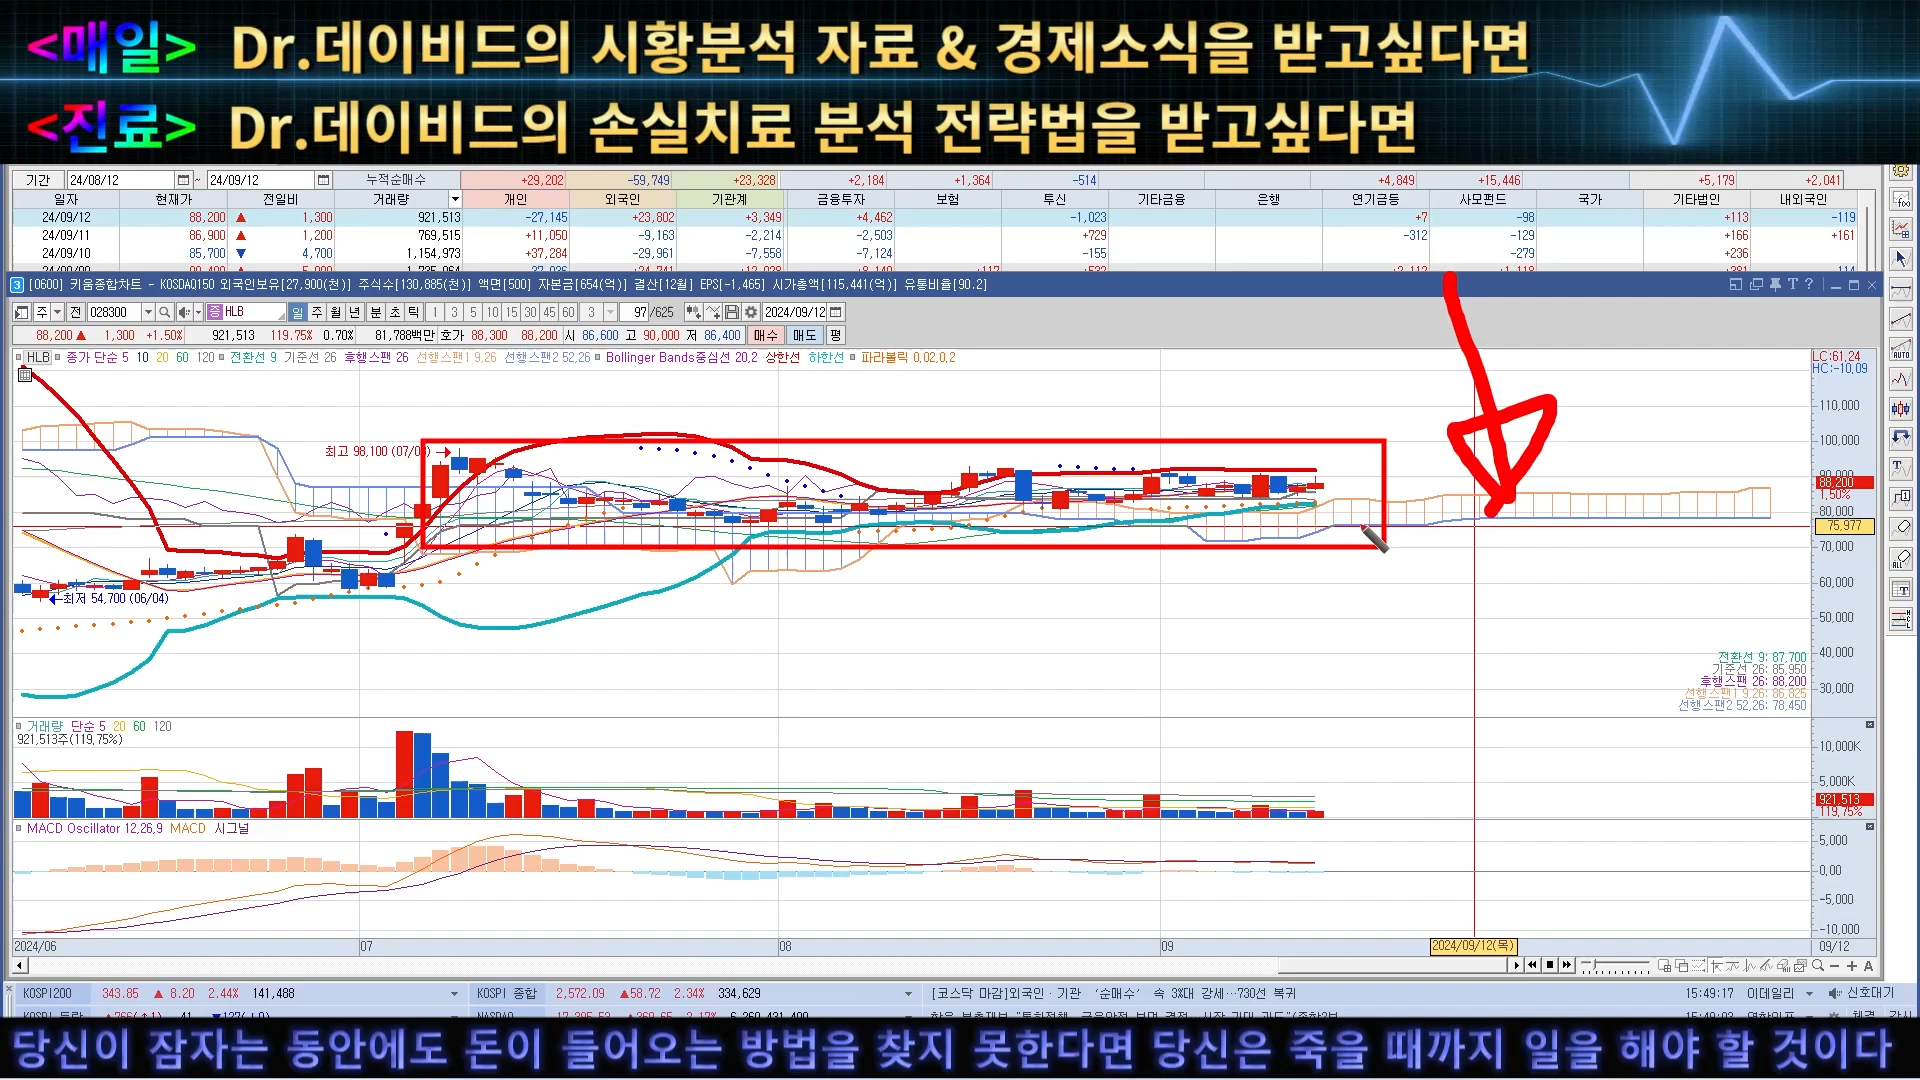 <매일> Dr.데이비드의 시황분석 자료 & 경제소식을 받고싶다면
<진료> Dr.데이비드의 손실치료 분석 전략법을 받고싶다면
기간 24/08/12 ~ 24/09/12 누적순매수 +29,202 -59,749 +23,328 +2,184 +1,364 -514 +4,849 +15,446 +5,179 +2,041
일자 현재가 전일비 거래량 개인 외국인 기관계 금융투자 보험 투신 기타금융 은행 연기금등 사모펀드 국가 기타법인 내외국인
24/09/12 88,200 ▲ 1,300 921,513 -27,145 +23,802 +3,349 +4,462 -1,023 +7 -98 +113 -119
24/09/11 86,900 ▲ 1,200 769,515 +11,050 -9,163 -2,214 -2,503 +729 -312 -129 +166 +161
24/09/10 85,700 ▼ 4,700 1,154,973 +37,284 -29,961 -7,558 -7,124 -155 -279 +236
3 [0600] 키움종합차트 - KOSDAQ150 외국인보유[27,900(천)] 주식수[130,885(천)] 액면[500] 자본금[654(억)] 결산[12월] EPS[-1,465] 시가총액[115,441(억)] 유통비율[90.2]
주 전 028300 증 HLB 일 주 월 년 분 초 틱 1 3 5 10 15 30 45 60 3 97 /625 2024/09/12
88,200 ▲ 1,300 +1.50% 921,513 119.75% 0.70% 81,788백만 호가 88,300 88,200 시 86,600 고 90,000 저 86,400 매수 매도 평
HLB 종가 단순 5 10 20 60 120 전환선 9 기준선 26 후행스팬 26 선행스팬1 9,26 선행스팬2 52,26 Bollinger Bands중심선 20,2 상한선 하한선 파라볼릭 0,02,0,2
LC:61,24
HC:-10,09
110,000
100,000
최고 98,100 (07/0
90,000
88,200
1,50%
80,000
75,977
70,000
60,000
최저 54,700 (06/04)
50,000
40,000
30,000
전환선 9: 87,700
기준선 26: 85,950
후행스팬 26: 88,200
선행스팬1 9,26: 86,825
선행스팬2 52,26: 78,450
거래량 단순 5 20 60 120
921,513주(119,75%)
10,000K
5,000K
921,513
119,75%
MACD Oscillator 12,26,9 MACD 시그널
5,000
0,00
-5,000
-10,000
2024/06 07 08 09 2024/09/12(목) 09/12
KOSPI200 343.85 ▲ 8.20 2.44% 141,488 KOSPI 종합 2,572.09 ▲58.72 2.34% 334,629 [코스닥 마감]외국인·기관 ‘순매수’ 속 3%대 강세…730선 복귀 15:49:17 이데일리 신호대기
당신이 잠자는 동안에도 돈이 들어오는 방법을 찾지 못한다면 당신은 죽을 때까지 일을 해야 할 것이다